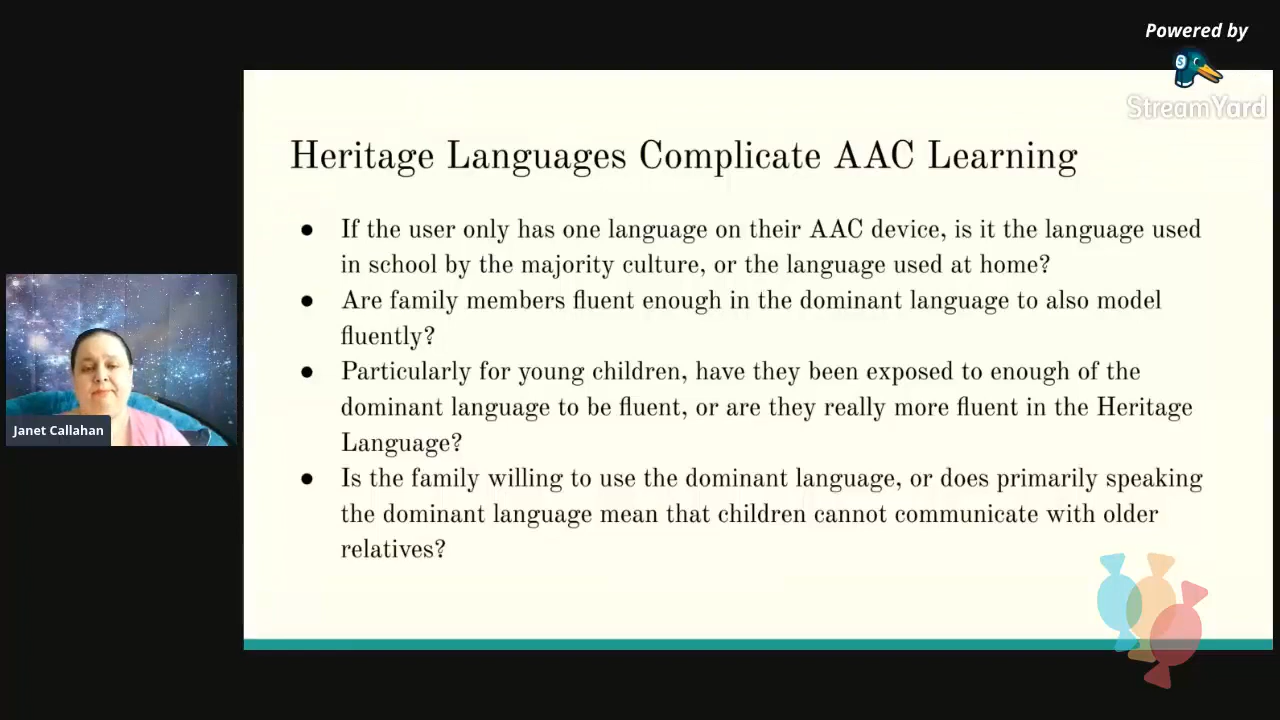 Powered by
StreamYard
Heritage Languages Complicate AAC Learning
● If the user only has one language on their AAC device, is it the language used
in school by the majority culture, or the language used at home?
● Are family members fluent enough in the dominant language to also model
fluently?
● Particularly for young children, have they been exposed to enough of the
dominant language to be fluent, or are they really more fluent in the Heritage
Language?
● Is the family willing to use the dominant language, or does primarily speaking
the dominant language mean that children cannot communicate with older
relatives?
Janet Callahan